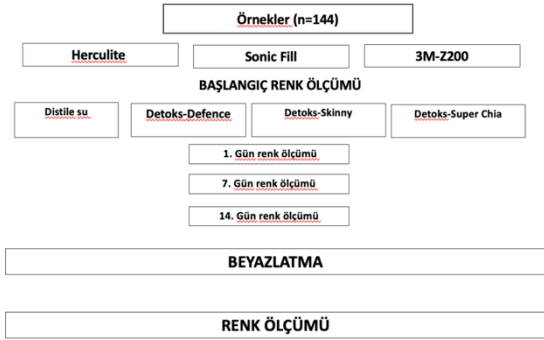 Örnekler (n=144)
Herculite
Sonic Fill
3M-Z200
BAŞLANGIÇ RENK ÖLÇÜMÜ
Distile su
Detoks-Defence
Detoks-Skinny
Detoks-Super Chia
1. Gün renk ölçümü
7. Gün renk ölçümü
14. Gün renk ölçümü
BEYAZLATMA
RENK ÖLÇÜMÜ